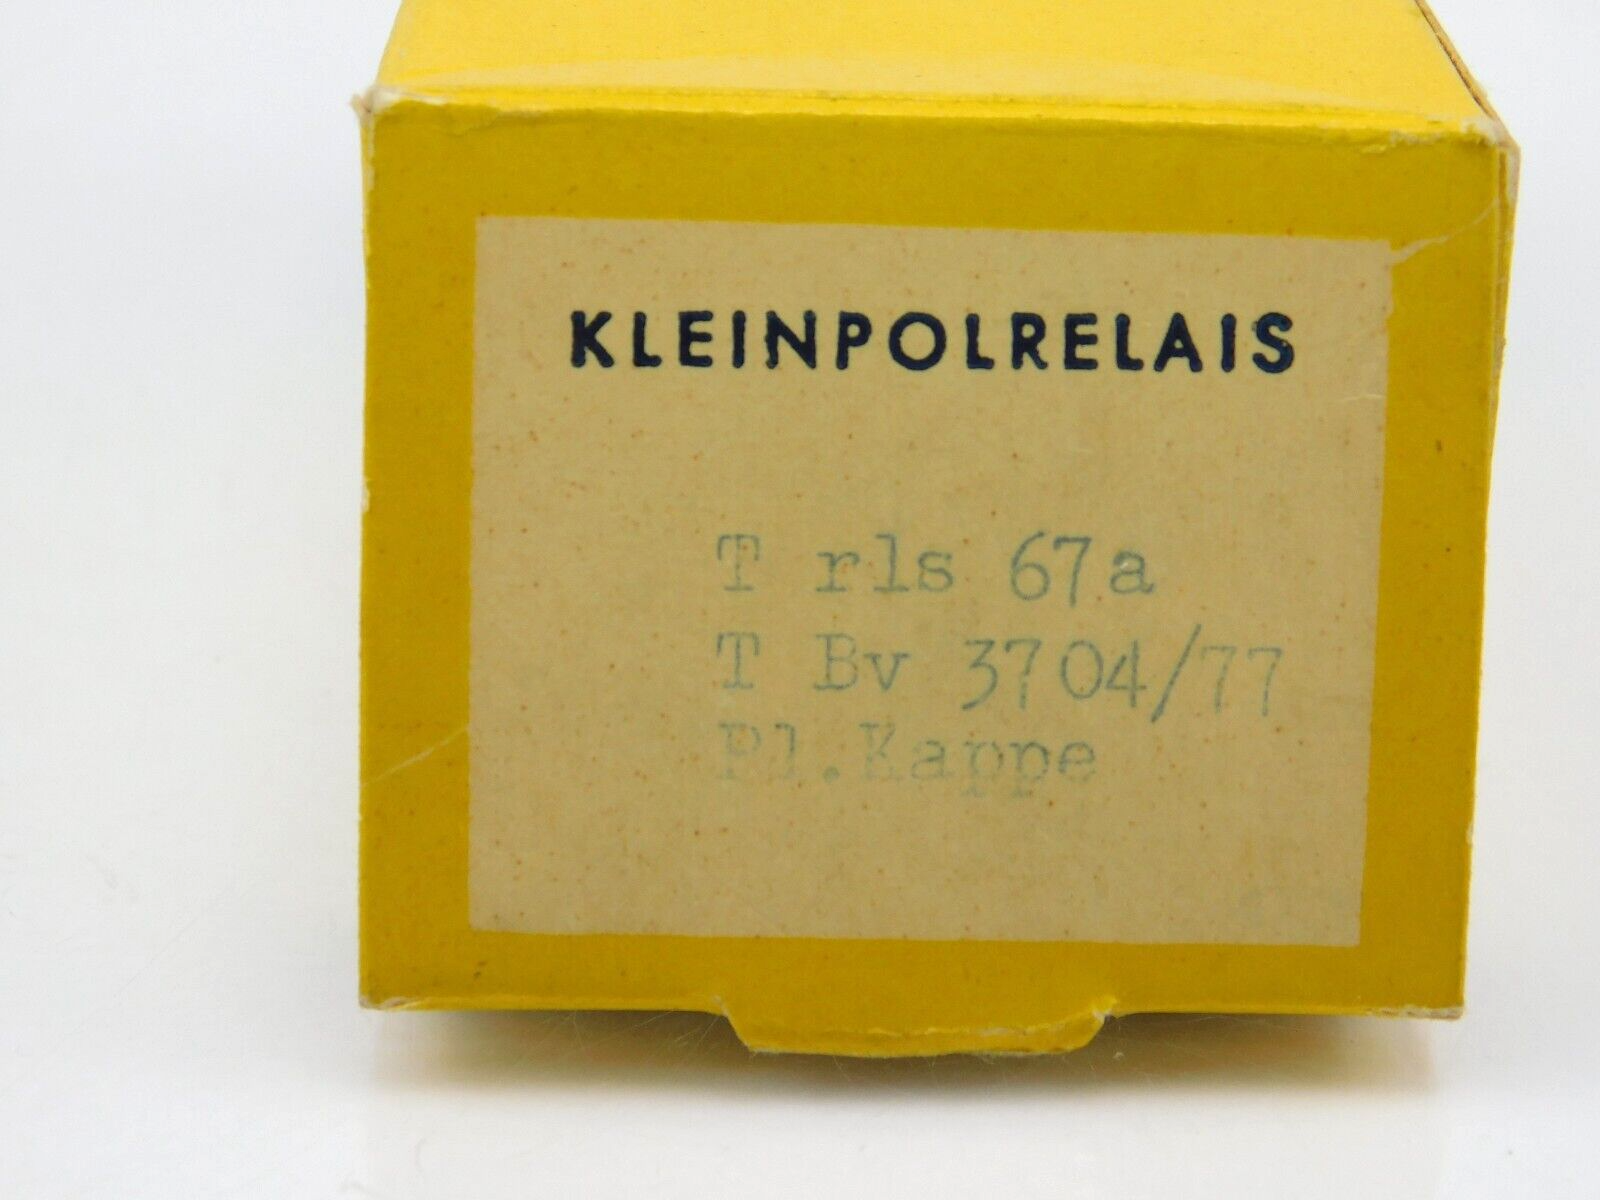 KLEINPOLRELAIS
T rls 67a
T Bv 3704/77
Pl.Kappe